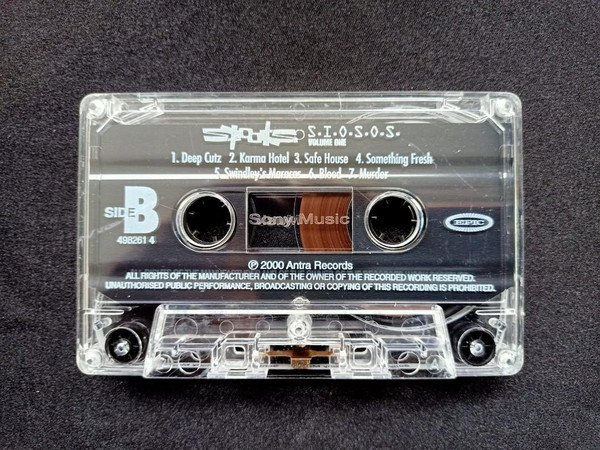 Spooks S.I.O.S.O.S.
VOLUME ONE
1. Deep Cutz 2. Karma Hotel 3. Safe House 4. Something Fresh
5. Swindley's Maracas 6. Blood 7. Murder
SIDE B
498261 4
Sony Music
EPIC
℗ 2000 Antra Records
ALL RIGHTS OF THE MANUFACTURER AND OF THE OWNER OF THE RECORDED WORK RESERVED.
UNAUTHORISED PUBLIC PERFORMANCE, BROADCASTING OR COPYING OF THIS RECORDING IS PROHIBITED.